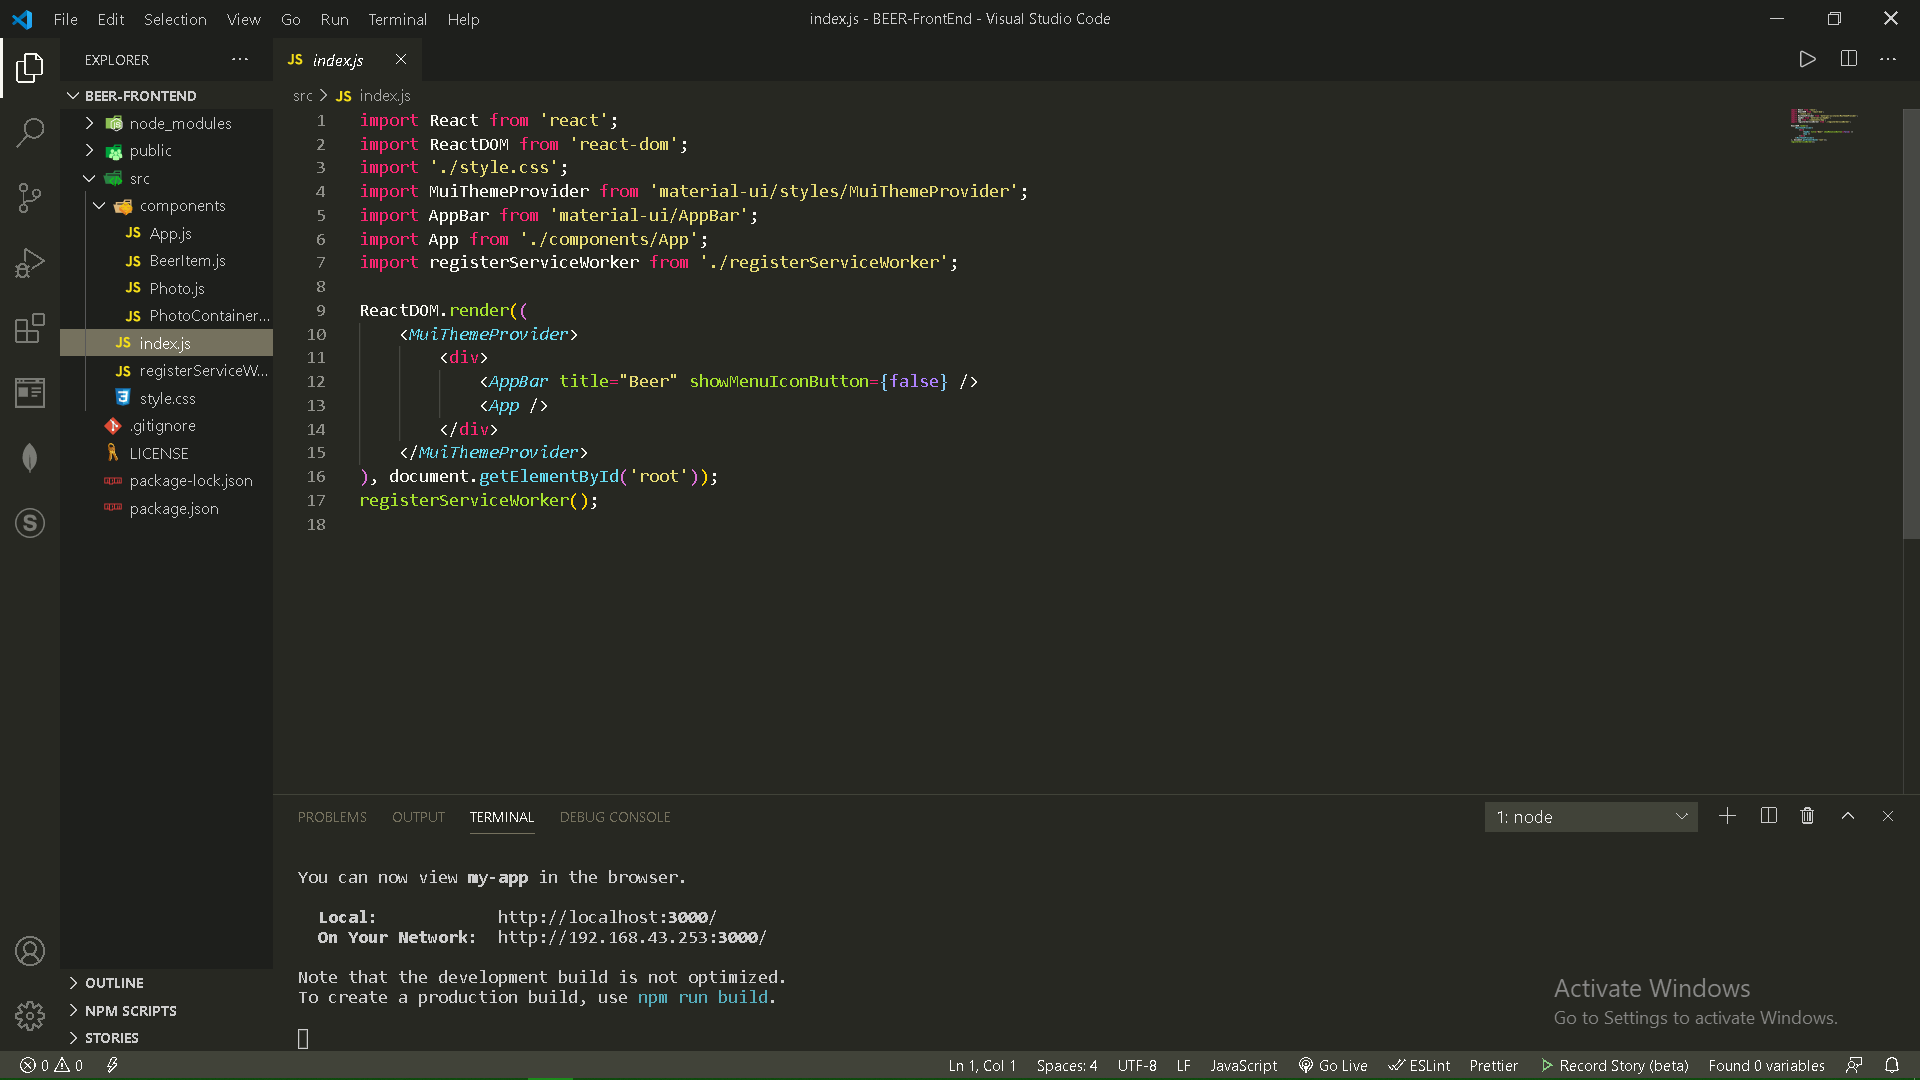 File Edit Selection View Go Run Terminal Help
index.js - BEER-FrontEnd - Visual Studio Code
EXPLORER
JS index.js
BEER-FRONTEND
node_modules
public
src
components
JS App.js
JS BeerItem.js
JS Photo.js
JS PhotoContainer...
JS index.js
JS registerServiceW...
style.css
.gitignore
LICENSE
package-lock.json
package.json
OUTLINE
NPM SCRIPTS
STORIES
src > JS index.js
1 import React from 'react';
2 import ReactDOM from 'react-dom';
3 import './style.css';
4 import MuiThemeProvider from 'material-ui/styles/MuiThemeProvider';
5 import AppBar from 'material-ui/AppBar';
6 import App from './components/App';
7 import registerServiceWorker from './registerServiceWorker';
8
9 ReactDOM.render((
10 <MuiThemeProvider>
11 <div>
12 <AppBar title="Beer" showMenuIconButton={false} />
13 <App />
14 </div>
15 </MuiThemeProvider>
16 ), document.getElementById('root'));
17 registerServiceWorker();
18
PROBLEMS OUTPUT TERMINAL DEBUG CONSOLE
1: node
You can now view my-app in the browser.
Local: http://localhost:3000/
On Your Network: http://192.168.43.253:3000/
Note that the development build is not optimized.
To create a production build, use npm run build.
Activate Windows
Go to Settings to activate Windows.
0 0
Ln 1, Col 1 Spaces: 4 UTF-8 LF JavaScript Go Live ESLint Prettier Record Story (beta) Found 0 variables